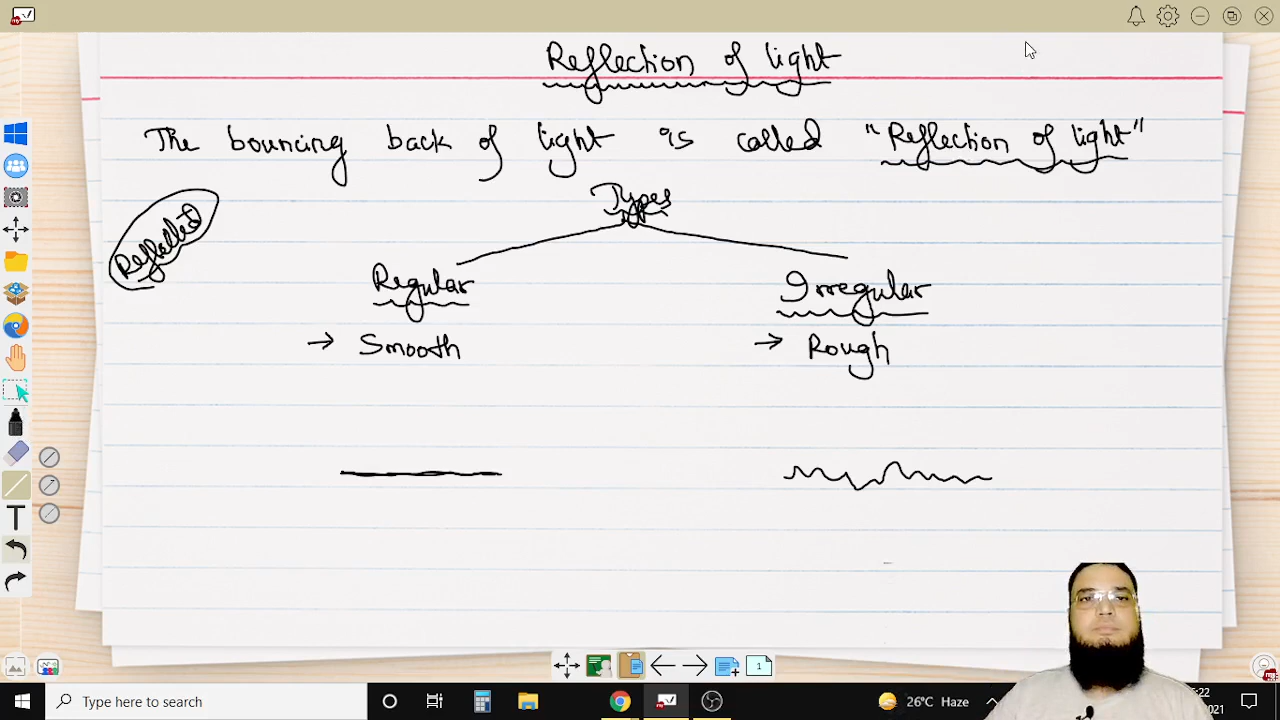 Reflection of light
The bouncing back of light is called "Reflection of light"
Types
Reflected
Regular
Irregular
→ Smooth
→ Rough
T
1
Type here to search
26°C Haze